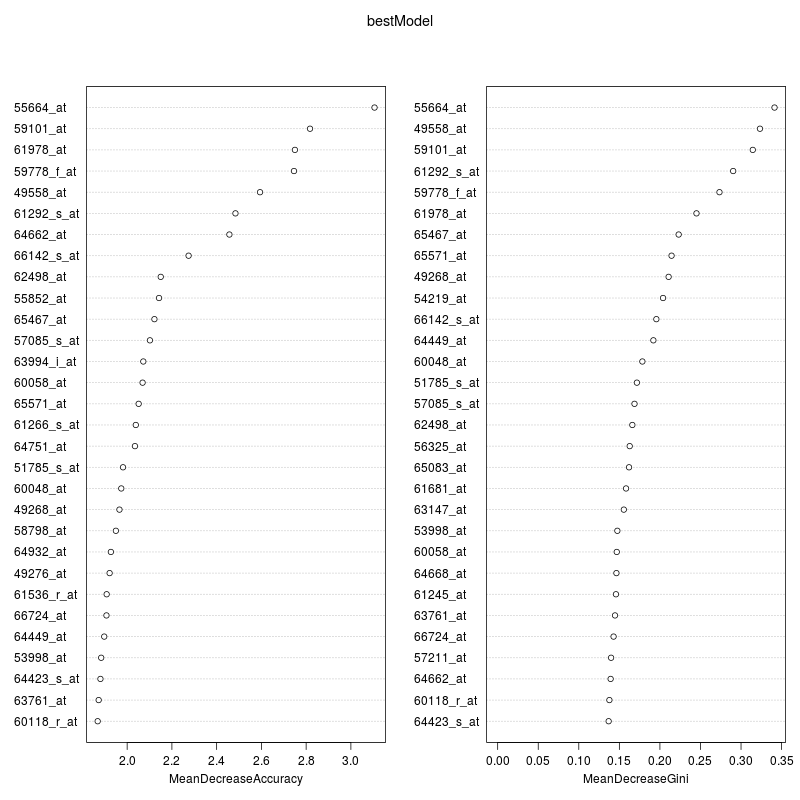 bestModel
55664_at
59101_at
61978_at
59778_f_at
49558_at
61292_s_at
64662_at
66142_s_at
62498_at
55852_at
65467_at
57085_s_at
63994_i_at
60058_at
65571_at
61266_s_at
64751_at
51785_s_at
60048_at
49268_at
58798_at
64932_at
49276_at
61536_r_at
66724_at
64449_at
53998_at
64423_s_at
63761_at
60118_r_at
2.0 2.2 2.4 2.6 2.8 3.0
MeanDecreaseAccuracy
55664_at
49558_at
59101_at
61292_s_at
59778_f_at
61978_at
65467_at
65571_at
49268_at
54219_at
66142_s_at
64449_at
60048_at
51785_s_at
57085_s_at
62498_at
56325_at
65083_at
61681_at
63147_at
53998_at
60058_at
64668_at
61245_at
63761_at
66724_at
57211_at
64662_at
60118_r_at
64423_s_at
0.00 0.05 0.10 0.15 0.20 0.25 0.30 0.35
MeanDecreaseGini